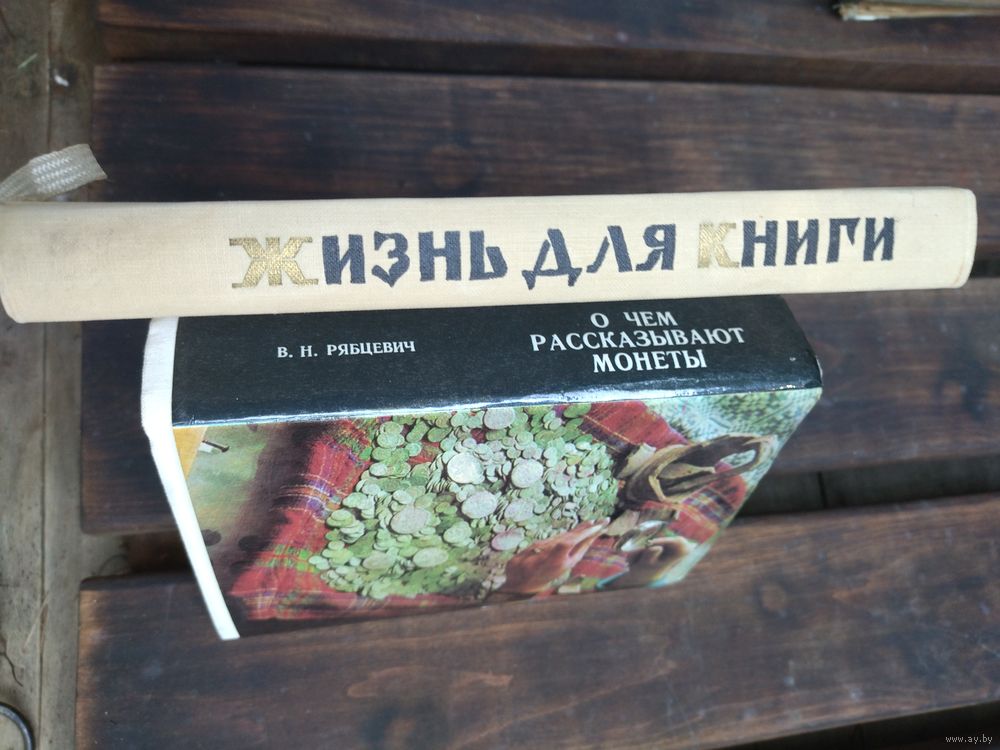 ЖИЗНЬ ДЛЯ КНИГИ
В. Н. РЯБЦЕВИЧ
О ЧЕМ
РАССКАЗЫВАЮТ
МОНЕТЫ
www.ay.by